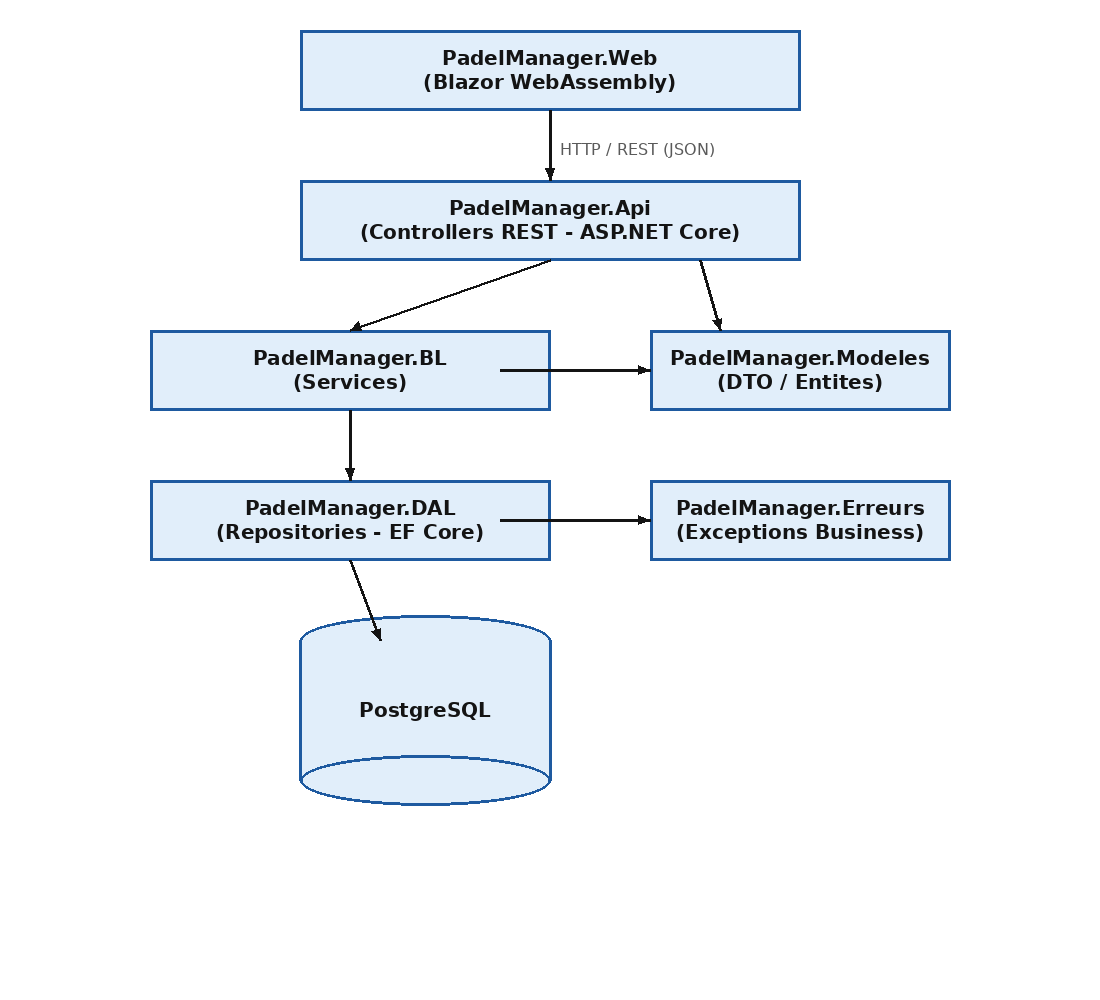 PadelManager.Web
(Blazor WebAssembly)
HTTP / REST (JSON)
PadelManager.Api
(Controllers REST - ASP.NET Core)
PadelManager.BL
(Services)
PadelManager.Modeles
(DTO / Entites)
PadelManager.DAL
(Repositories - EF Core)
PadelManager.Erreurs
(Exceptions Business)
PostgreSQL